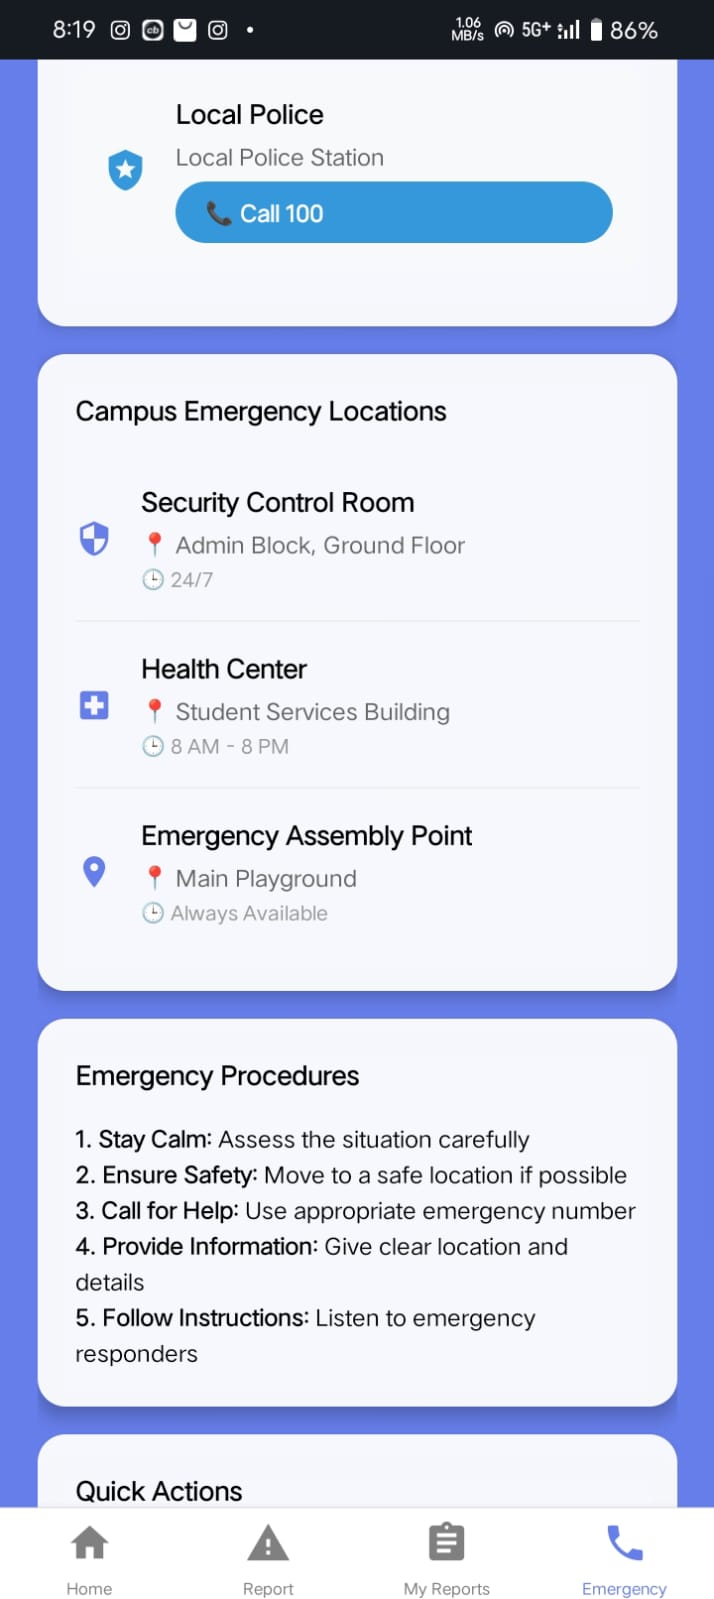 8:19
1.06
MB/s
5G+
86%
Local Police
Local Police Station
📞 Call 100
Campus Emergency Locations
Security Control Room
📍 Admin Block, Ground Floor
🕒 24/7
Health Center
📍 Student Services Building
🕒 8 AM - 8 PM
Emergency Assembly Point
📍 Main Playground
🕒 Always Available
Emergency Procedures
1. Stay Calm: Assess the situation carefully
2. Ensure Safety: Move to a safe location if possible
3. Call for Help: Use appropriate emergency number
4. Provide Information: Give clear location and
details
5. Follow Instructions: Listen to emergency
responders
Quick Actions
Home
Report
My Reports
Emergency